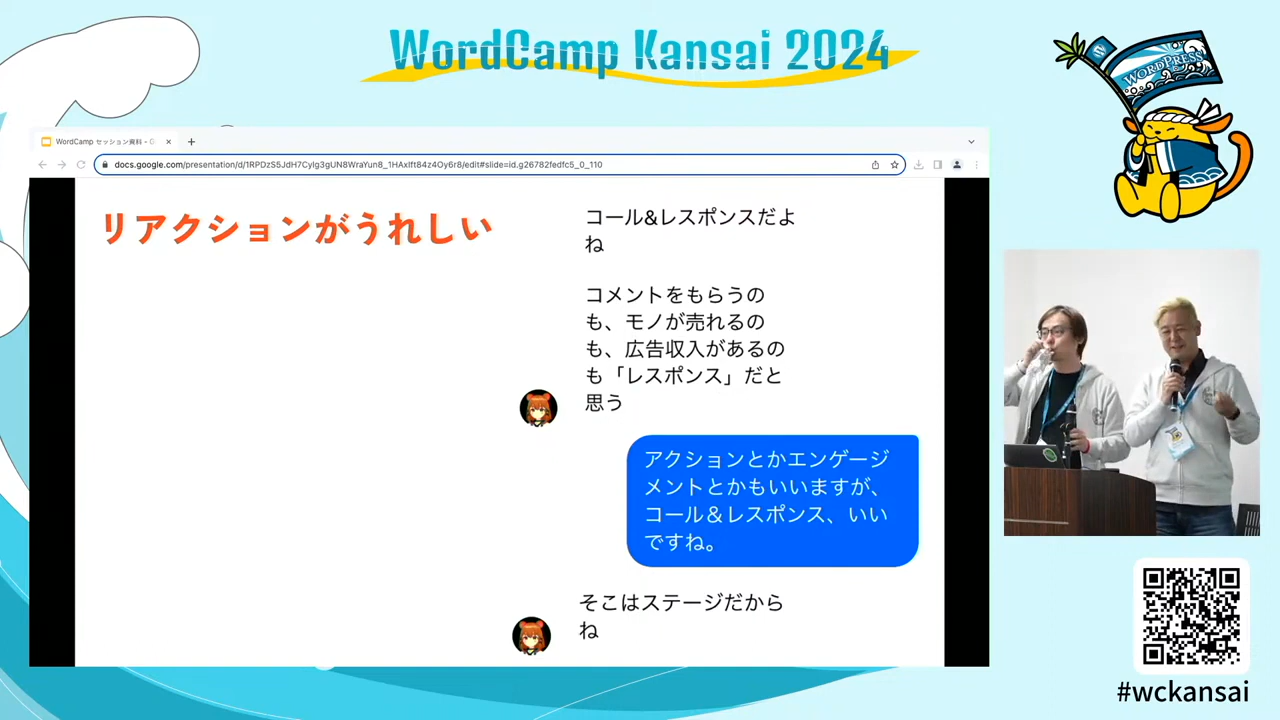 WordCamp Kansai 2024
WORDPRESS
WordCamp セッション資料 - G
docs.google.com/presentation/d/1RPDzS5JdH7Cylg3gUN8WraYun8_1HAxIft84z4Oy6r8/edit#slide=id.g26782fedfc5_0_110
リアクションがうれしい
コール&レスポンスだよ
ね
コメントをもらうの
も、モノが売れるの
も、広告収入があるの
も「レスポンス」だと
思う
アクションとかエンゲージ
メントとかもいいますが、
コール＆レスポンス、いい
ですね。
そこはステージだから
ね
#wckansai